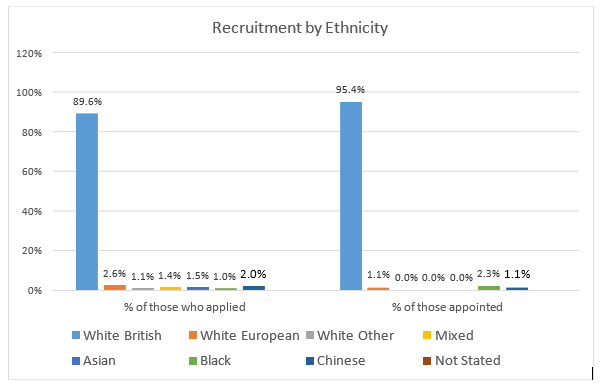 Recruitment by Ethnicity
120%
100%
80%
60%
40%
20%
0%
89.6%
2.6%
1.1%
1.4%
1.5%
1.0%
2.0%
95.4%
1.1%
0.0%
0.0%
0.0%
2.3%
1.1%
% of those who applied
% of those appointed
White British
White European
White Other
Mixed
Asian
Black
Chinese
Not Stated